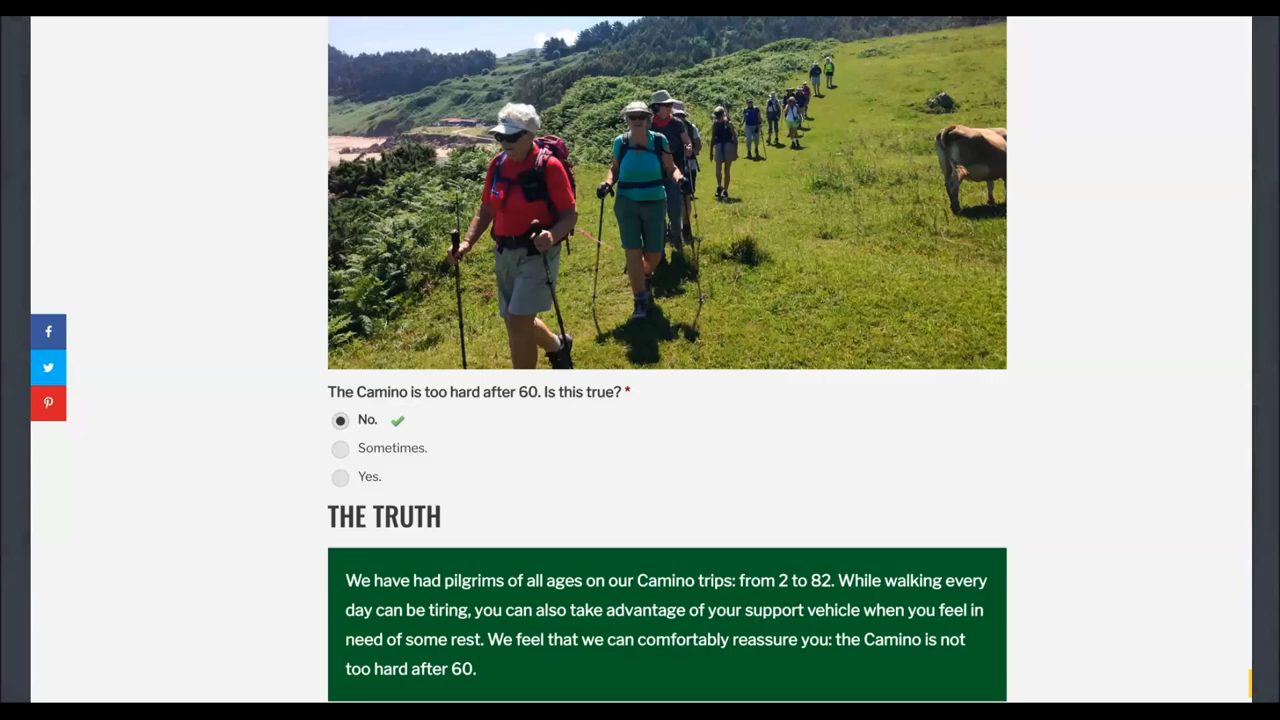 The Camino is too hard after 60. Is this true? *
No.
Sometimes.
Yes.
THE TRUTH
We have had pilgrims of all ages on our Camino trips: from 2 to 82. While walking every
day can be tiring, you can also take advantage of your support vehicle when you feel in
need of some rest. We feel that we can comfortably reassure you: the Camino is not
too hard after 60.